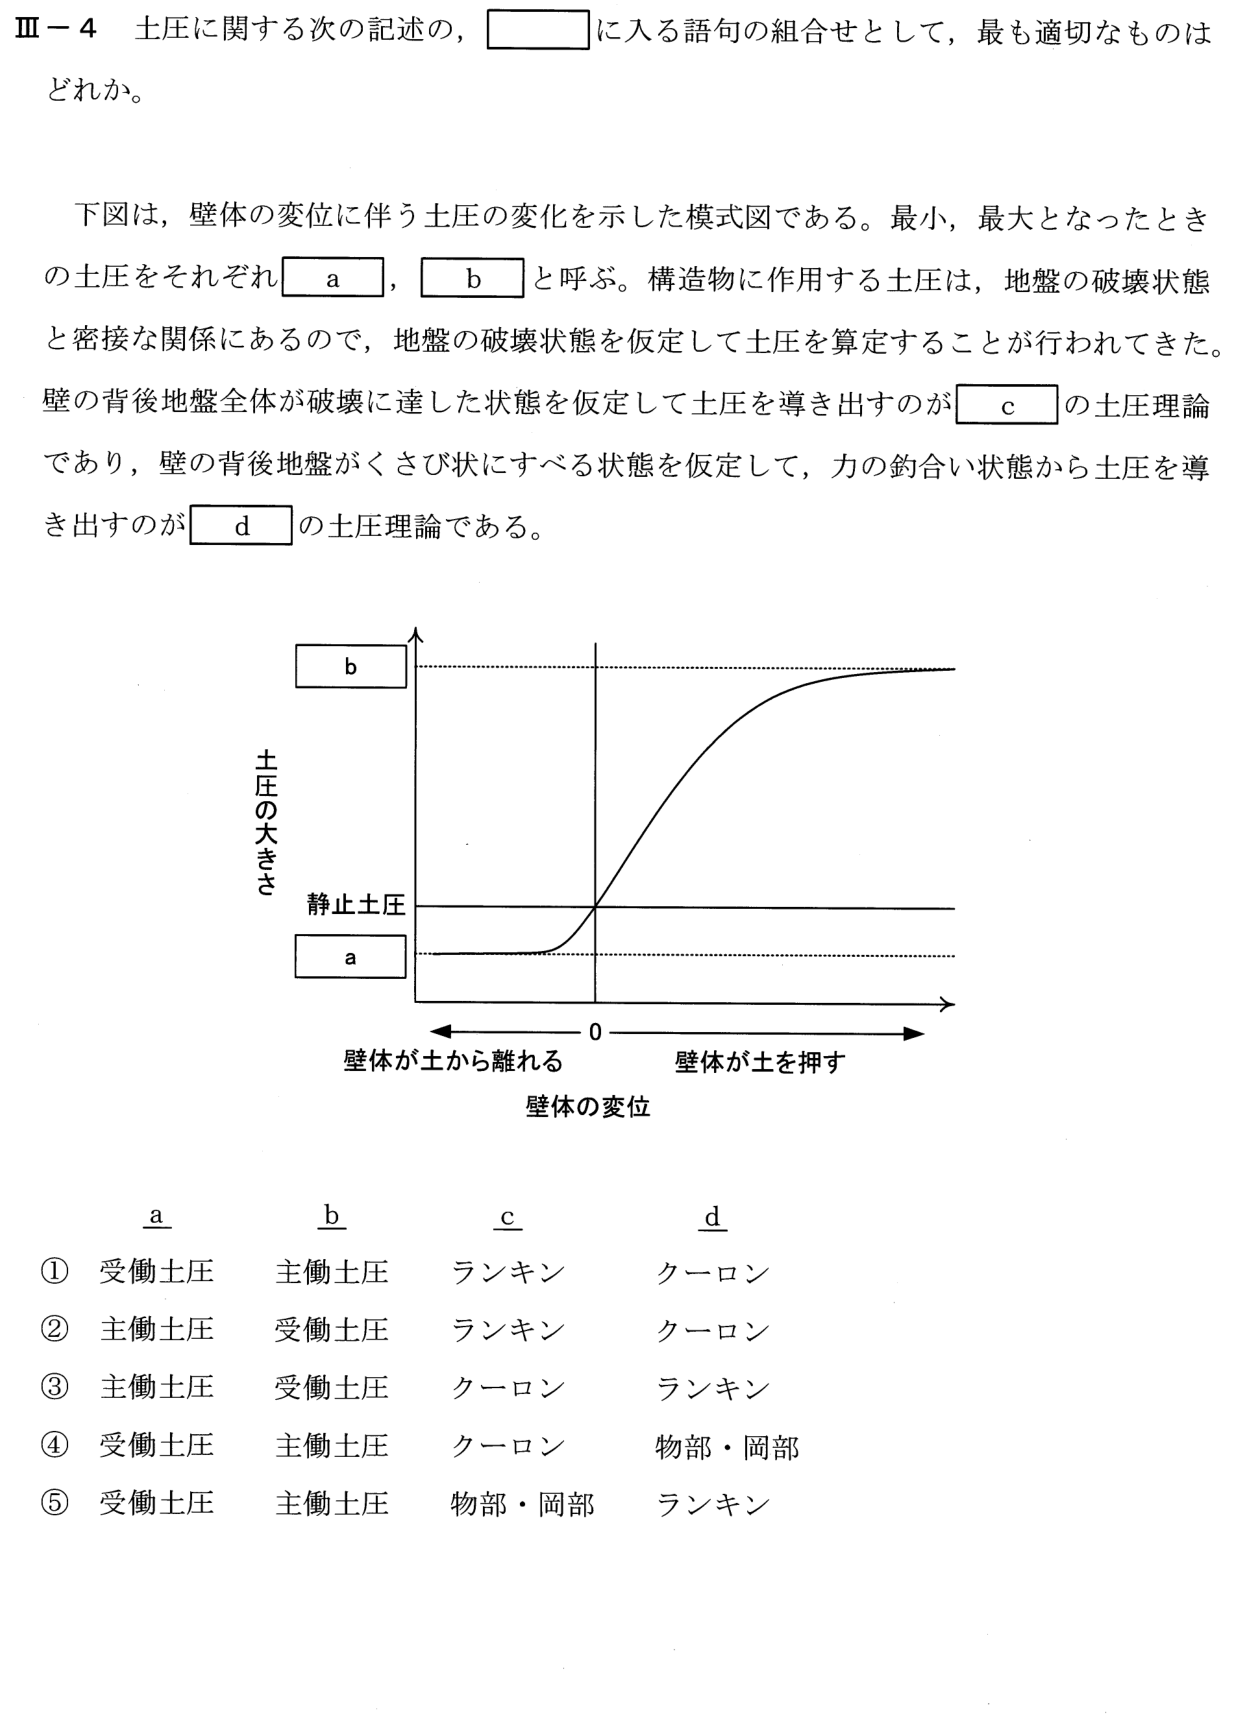 Ⅲ－4　土圧に関する次の記述の，　　　に入る語句の組合せとして，最も適切なものは
どれか。
下図は，壁体の変位に伴う土圧の変化を示した模式図である。最小，最大となったとき
の土圧をそれぞれ a ， b と呼ぶ。構造物に作用する土圧は，地盤の破壊状態
と密接な関係にあるので，地盤の破壊状態を仮定して土圧を算定することが行われてきた。
壁の背後地盤全体が破壊に達した状態を仮定して土圧を導き出すのが c の土圧理論
であり，壁の背後地盤がくさび状にすべる状態を仮定して，力の釣合い状態から土圧を導
き出すのが d の土圧理論である。
b
土圧の大きさ
静止土圧
a
0
壁体が土から離れる　壁体が土を押す
壁体の変位
a　b　c　d
① 受働土圧　主働土圧　ランキン　クーロン
② 主働土圧　受働土圧　ランキン　クーロン
③ 主働土圧　受働土圧　クーロン　ランキン
④ 受働土圧　主働土圧　クーロン　物部・岡部
⑤ 受働土圧　主働土圧　物部・岡部　ランキン